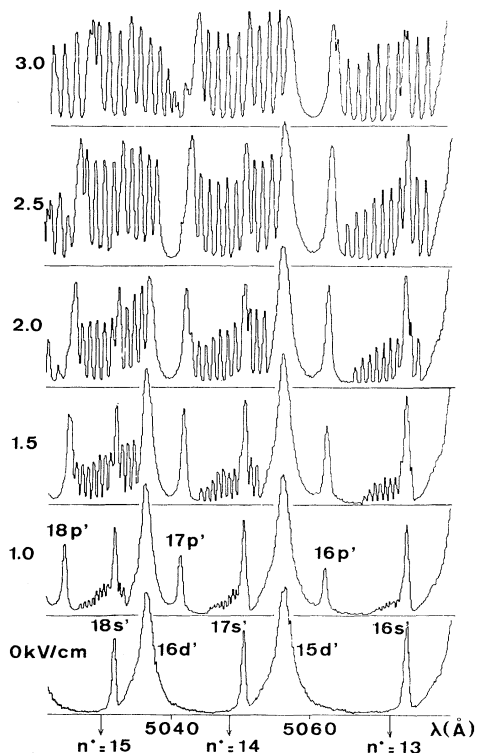 3.0
2.5
2.0
1.5
18p' 17p' 16p'
1.0
18s' 17s' 16s
0kV/cm 16d' 15d'
5040 5060 λ(Å)
n*=15 n*=14 n*=13